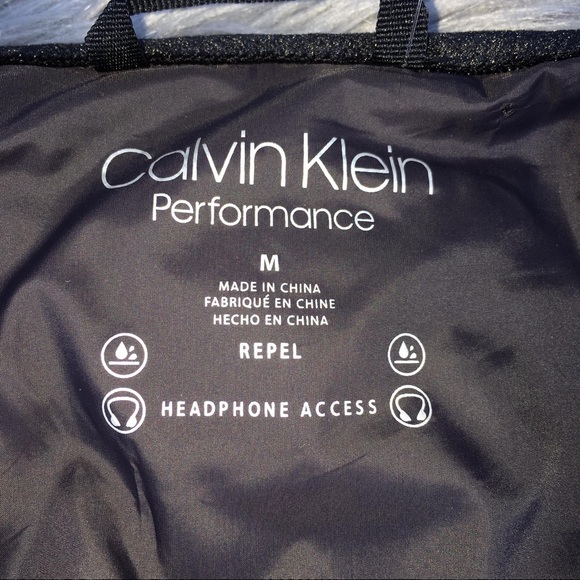 Calvin Klein
Performance
M
MADE IN CHINA
FABRIQUÉ EN CHINE
HECHO EN CHINA
REPEL
HEADPHONE ACCESS